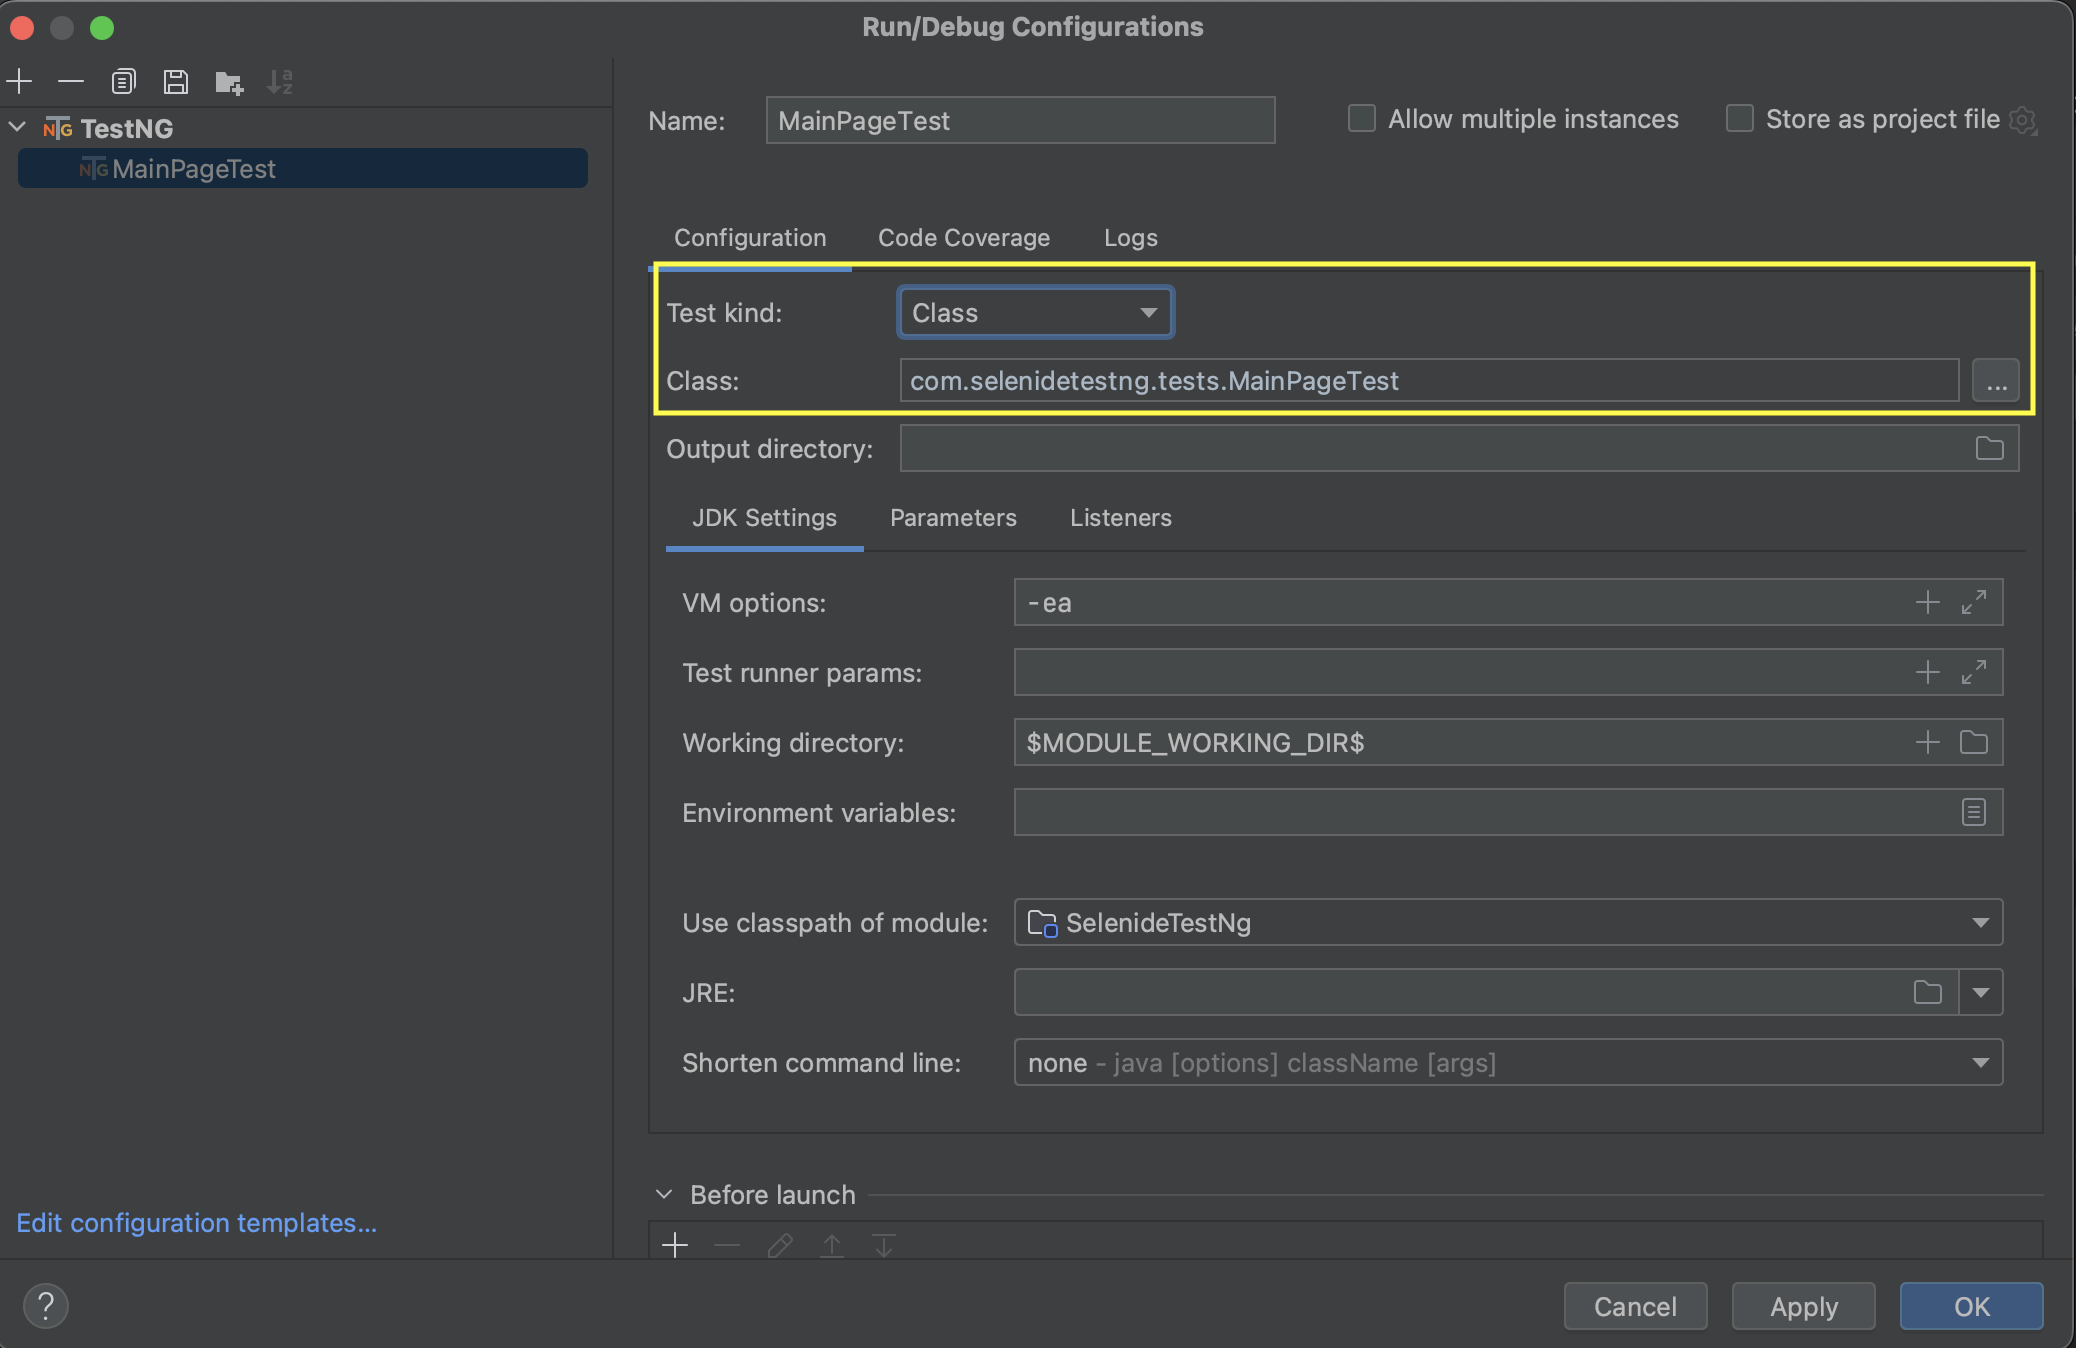 Run/Debug Configurations
TestNG
MainPageTest
Edit configuration templates...
Name: MainPageTest Allow multiple instances Store as project file
Configuration Code Coverage Logs
Test kind: Class
Class: com.selenidetestng.tests.MainPageTest ...
Output directory:
JDK Settings Parameters Listeners
VM options: -ea
Test runner params:
Working directory: $MODULE_WORKING_DIR$
Environment variables:
Use classpath of module: SelenideTestNg
JRE:
Shorten command line: none - java [options] className [args]
Before launch
? Cancel Apply OK